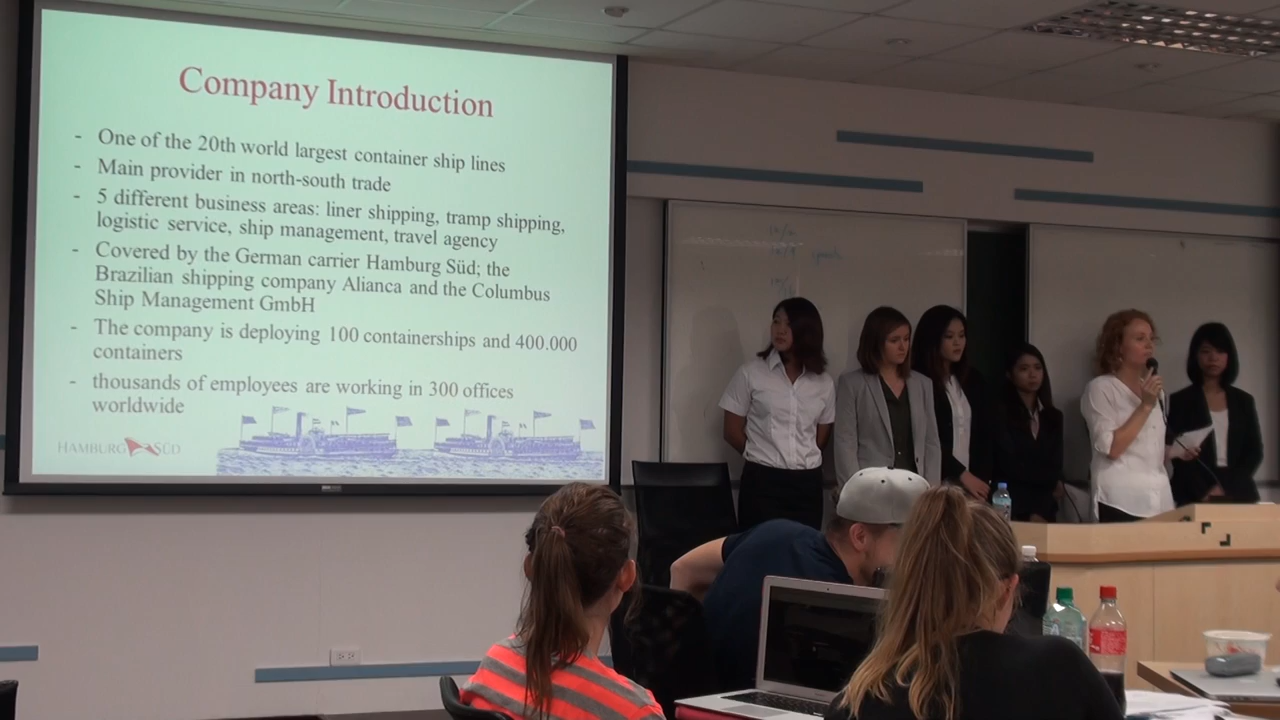 Company Introduction
- One of the 20th world largest container ship lines
- Main provider in north-south trade
- 5 different business areas: liner shipping, tramp shipping,
logistic service, ship management, travel agency
- Covered by the German carrier Hamburg Süd; the
Brazilian shipping company Alianca and the Columbus
Ship Management GmbH
- The company is deploying 100 containerships and 400.000
containers
- thousands of employees are working in 300 offices
worldwide
HAMBURG SÜD